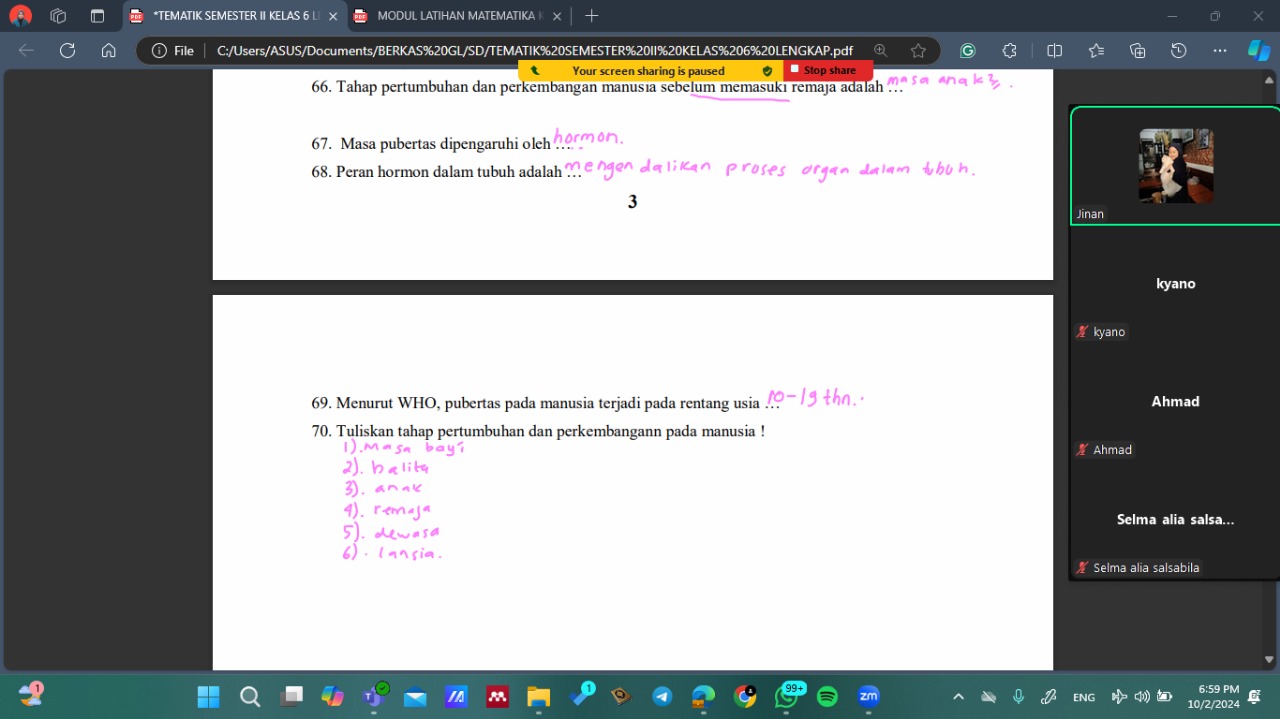 *TEMATIK SEMESTER II KELAS 6 L
MODUL LATIHAN MATEMATIKA K
File
C:/Users/ASUS/Documents/BERKAS%20GL/SD/TEMATIK%20SEMESTER%20II%20KELAS%206%20LENGKAP.pdf
Your screen sharing is paused
Stop share
66. Tahap pertumbuhan dan perkembangan manusia sebelum memasuki remaja adalah … masa anak2.
67. Masa pubertas dipengaruhi oleh … hormon.
68. Peran hormon dalam tubuh adalah … mengendalikan proses organ dalam tubuh.
3
69. Menurut WHO, pubertas pada manusia terjadi pada rentang usia … 10-19 thn.
70. Tuliskan tahap pertumbuhan dan perkembangann pada manusia !
1). Masa bayi
2). balita
3). anak
4). remaja
5). dewasa
6). lansia.
Jinan
kyano
kyano
Ahmad
Ahmad
Selma alia salsa...
Selma alia salsabila
1
1
99+
zm
ENG
6:59 PM
10/2/2024